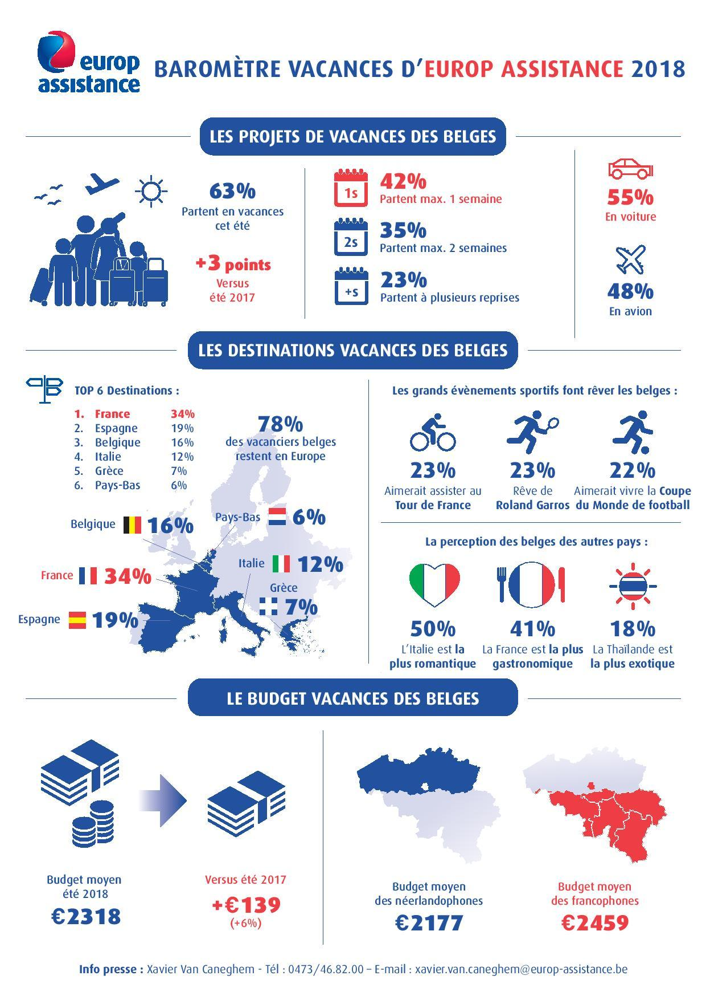 europ
assistance
BAROMÈTRE VACANCES D'EUROP ASSISTANCE 2018
LES PROJETS DE VACANCES DES BELGES
63%
Partent en vacances
cet été
+3 points
Versus
été 2017
1s
42%
Partent max. 1 semaine
2s
35%
Partent max. 2 semaines
+s
23%
Partent à plusieurs reprises
55%
En voiture
48%
En avion
LES DESTINATIONS VACANCES DES BELGES
TOP 6 Destinations :
1. France 34%
2. Espagne 19%
3. Belgique 16%
4. Italie 12%
5. Grèce 7%
6. Pays-Bas 6%
78%
des vacanciers belges
restent en Europe
Belgique 16%
Pays-Bas 6%
Italie 12%
France 34%
Grèce
7%
Espagne 19%
Les grands évènements sportifs font rêver les belges :
23%
Aimerait assister au
Tour de France
23%
Rêve de
Roland Garros
22%
Aimerait vivre la Coupe
du Monde de football
La perception des belges des autres pays :
50%
L'Italie est la
plus romantique
41%
La France est la plus
gastronomique
18%
La Thaïlande est
la plus exotique
LE BUDGET VACANCES DES BELGES
Budget moyen
été 2018
€2318
Versus été 2017
+€139
(+6%)
Budget moyen
des néerlandophones
€2177
Budget moyen
des francophones
€2459
Info presse : Xavier Van Caneghem - Tél : 0473/46.82.00 – E-mail : xavier.van.caneghem@europ-assistance.be